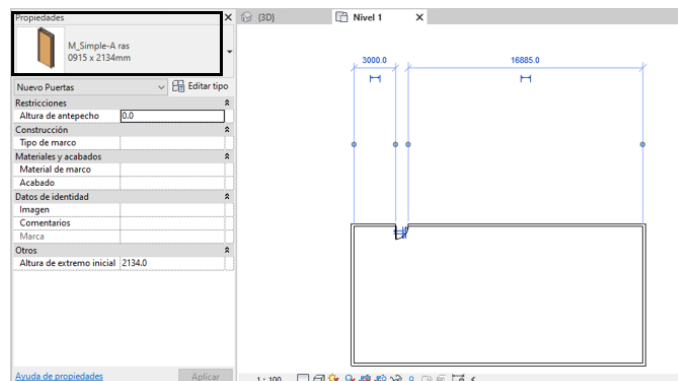 Propiedades
(3D)
Nivel 1
M_Simple-A ras
0915 x 2134mm
Nuevo Puertas
Editar tipo
Restricciones
Altura de antepecho 0.0
Construcción
Tipo de marco
Materiales y acabados
Material de marco
Acabado
Datos de identidad
Imagen
Comentarios
Marca
Otros
Altura de extremo inicial 2134.0
Ayuda de propiedades
Aplicar
3000.0
16885.0
1 : 100